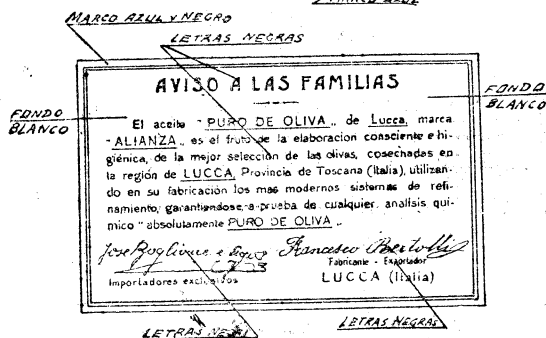 MARCO AZUL
MARCO AZUL Y NEGRO
LETRAS NEGRAS
AVISO A LAS FAMILIAS
FONDO BLANCO
FONDO BLANCO
El aceite "PURO DE OLIVA" de Lucca, marca
"ALIANZA" es el fruto de la elaboracion consciente e hi-
giénica, de la mejor selección de las olivas, cosechadas en
la región de LUCCA, Provincia de Toscana (Italia), utilizan-
do en su fabricación los mas modernos sistemas de refi-
namiento, garantiendose, a prueba de cualquier analisis quí-
mico "absolutamente PURO DE OLIVA"
Jose Boglione e
Francesco Bertolli
Fabricante - Exportador
Importadores exclusivos
LUCCA (Italia)
LETRAS
LETRAS NEGRAS